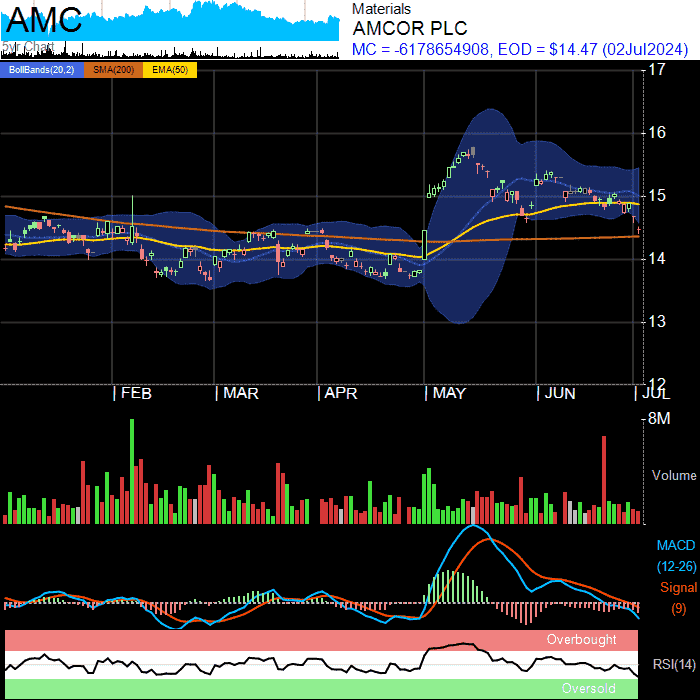 AMC
5yr Chart
Materials
AMCOR PLC
MC = -6178654908, EOD = $14.47 (02Jul2024)
BollBands(20,2) SMA(200) EMA(50)
17
16
15
14
13
12
| FEB | MAR | APR | MAY | JUN | JUL
8M
Volume
MACD
(12-26)
Signal
(9)
Overbought
RSI(14)
Oversold